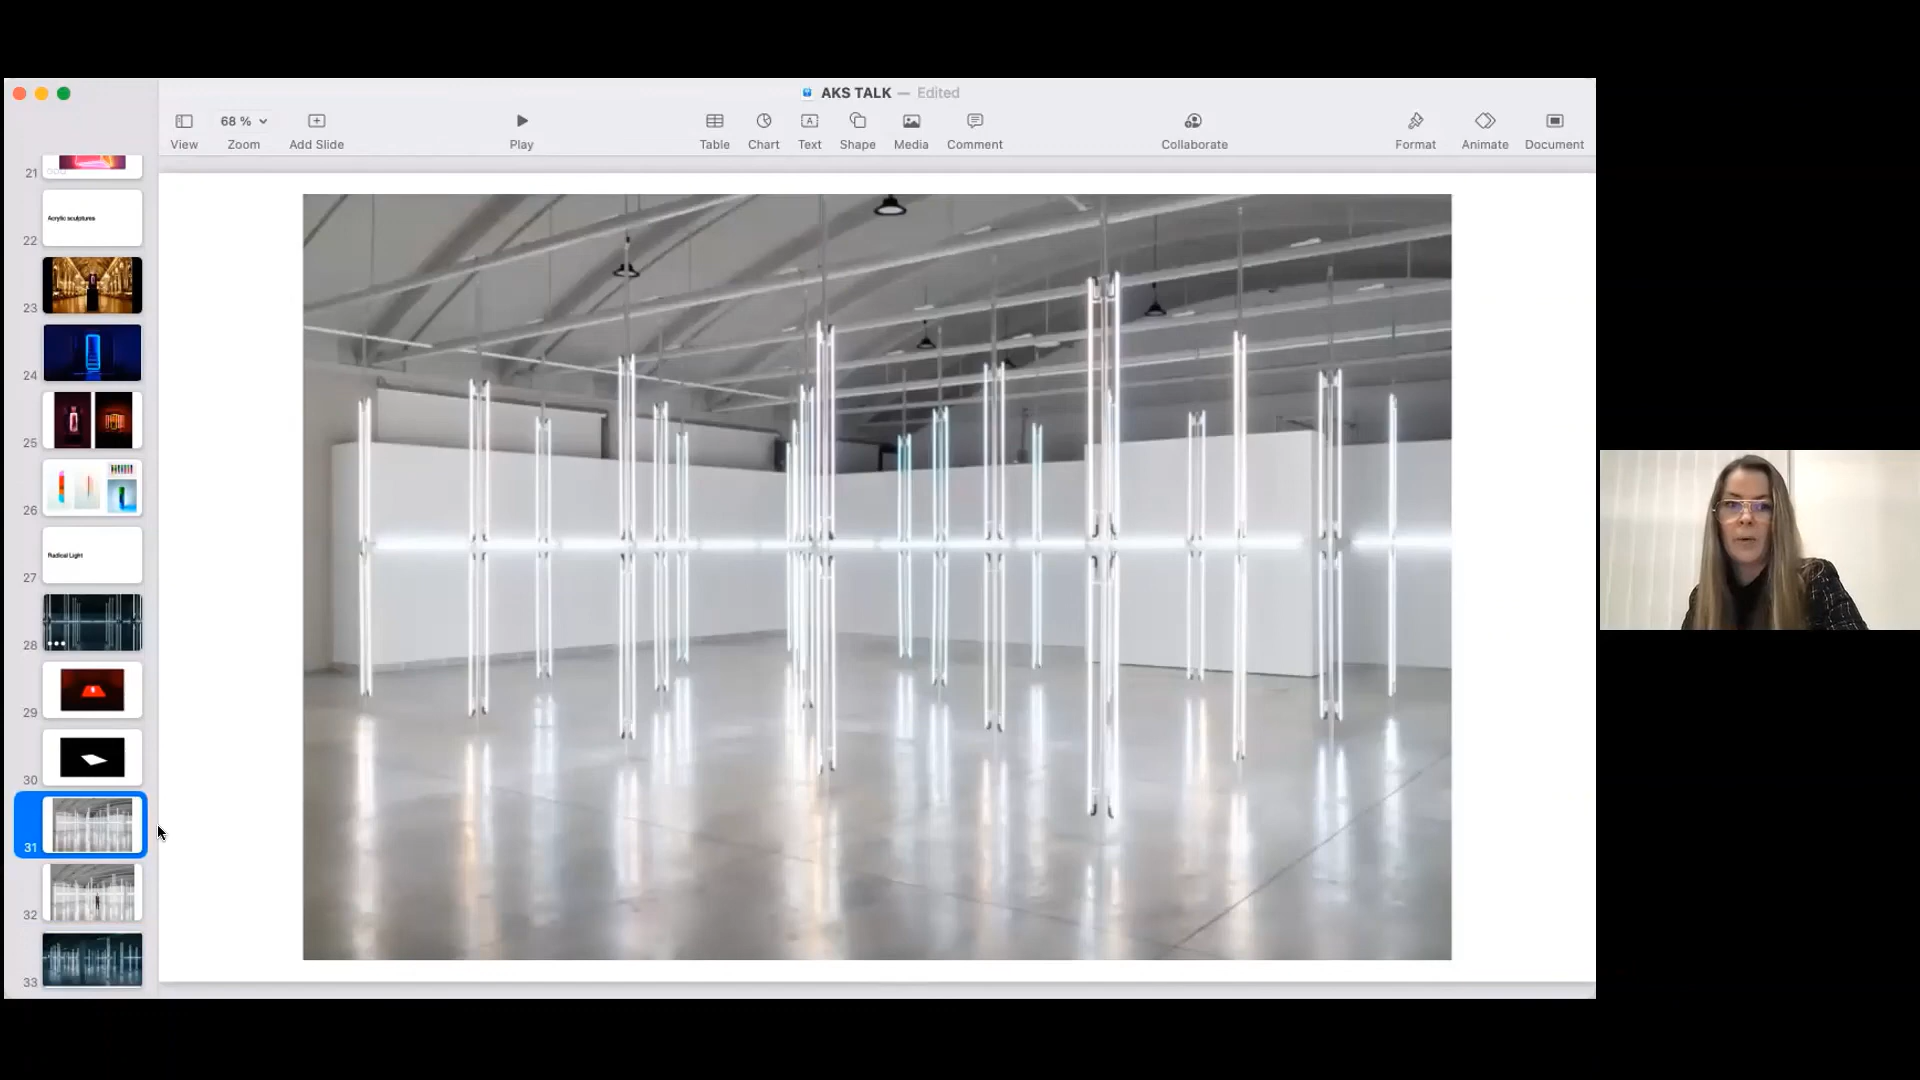 AKS TALK — Edited
68 %
View
Zoom
Add Slide
Play
Table
Chart
Text
Shape
Media
Comment
Collaborate
Format
Animate
Document
21
Acrylic sculptures
22
23
24
25
26
Radical Light
27
28
29
30
31
32
33